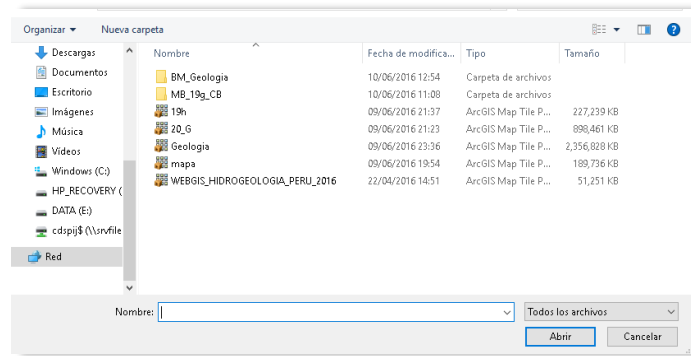 Organizar Nueva carpeta
Nombre Fecha de modifica... Tipo Tamaño
Descargas
Documentos
Escritorio
Imágenes
Música
Vídeos
Windows (C:)
HP_RECOVERY (
DATA (E:)
cdspij$ (\\srvfile
Red
BM_Geologia 10/06/2016 12:54 Carpeta de archivos
MB_19g_CB 10/06/2016 11:08 Carpeta de archivos
19h 09/06/2016 21:37 ArcGIS Map Tile P... 227,239 KB
20_G 09/06/2016 21:23 ArcGIS Map Tile P... 898,461 KB
Geologia 09/06/2016 23:36 ArcGIS Map Tile P... 2,356,828 KB
mapa 09/06/2016 19:54 ArcGIS Map Tile P... 189,736 KB
WEBGIS_HIDROGEOLOGIA_PERU_2016 22/04/2016 14:51 ArcGIS Map Tile P... 51,251 KB
Nombre: Todos los archivos
Abrir Cancelar